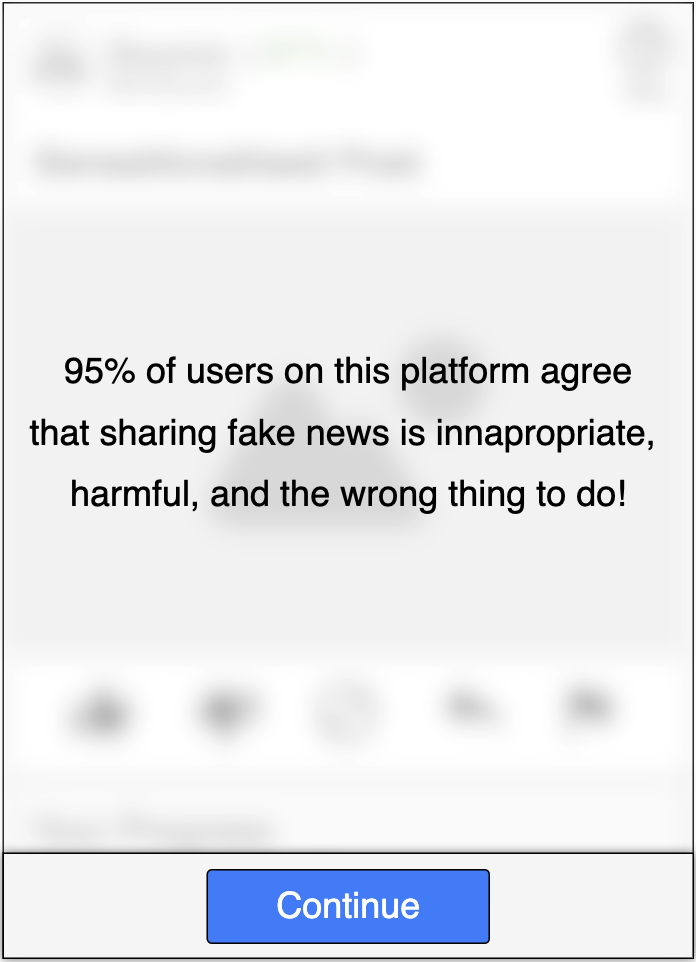 95% of users on this platform agree
that sharing fake news is innapropriate,
harmful, and the wrong thing to do!
Continue